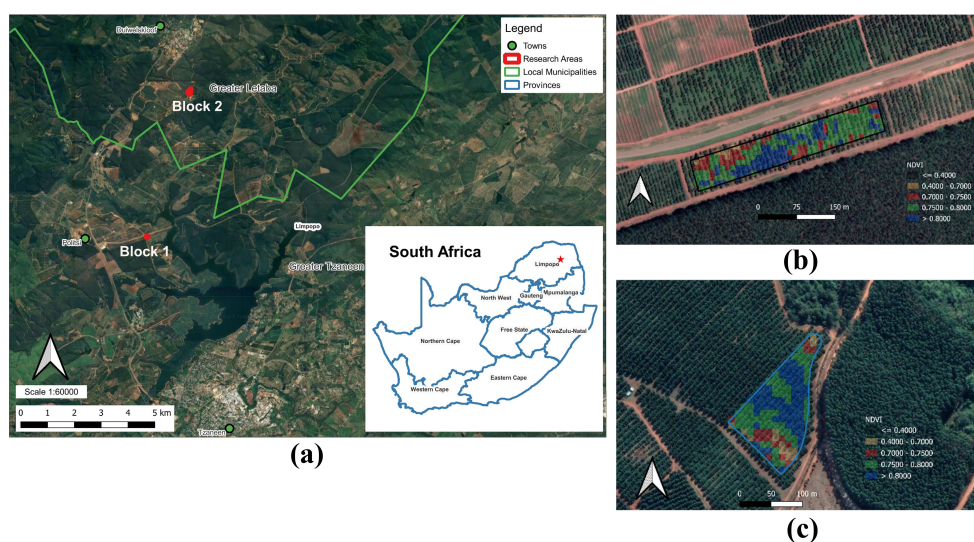 Duiwelskloof
Legend
Towns
Research Areas
Local Municipalities
Provinces
Greater Letaba
Block 2
Limpopo
Politsi
Block 1
Greater Tzaneen
Scale 1:60000
0 1 2 3 4 5 km
Tzaneen
South Africa
Limpopo
North West
Gauteng
Mpumalanga
Free State
KwaZulu-Natal
Northern Cape
Eastern Cape
Western Cape
(a)
NDVI
<= 0.4000
0.4000 - 0.7000
0.7000 - 0.7500
0.7500 - 0.8000
> 0.8000
0 75 150 m
(b)
NDVI
<= 0.4000
0.4000 - 0.7000
0.7000 - 0.7500
0.7500 - 0.8000
> 0.8000
0 50 100 m
(c)